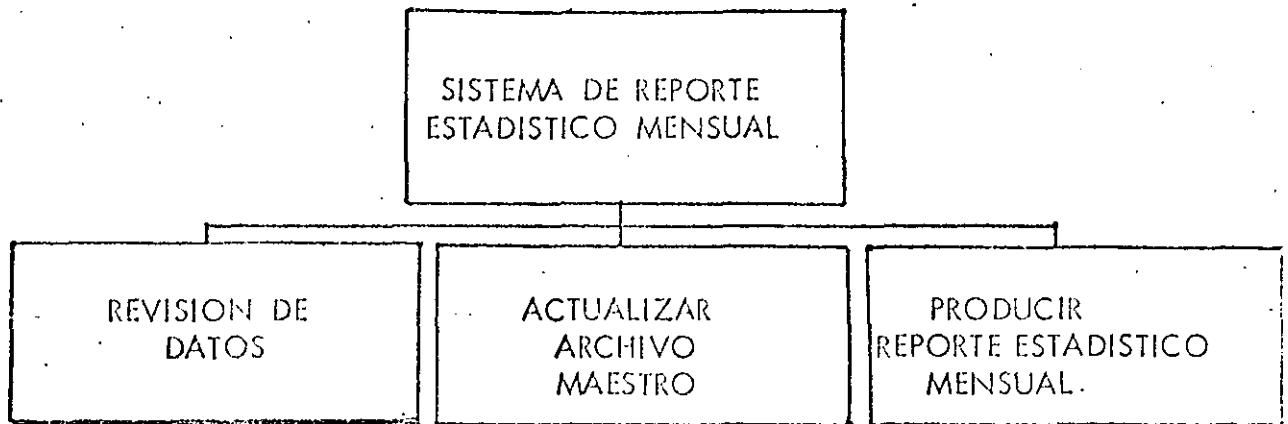 SISTEMA DE REPORTE
ESTADISTICO MENSUAL
REVISION DE
DATOS
ACTUALIZAR
ARCHIVO
MAESTRO
PRODUCIR
REPORTE ESTADISTICO
MENSUAL.